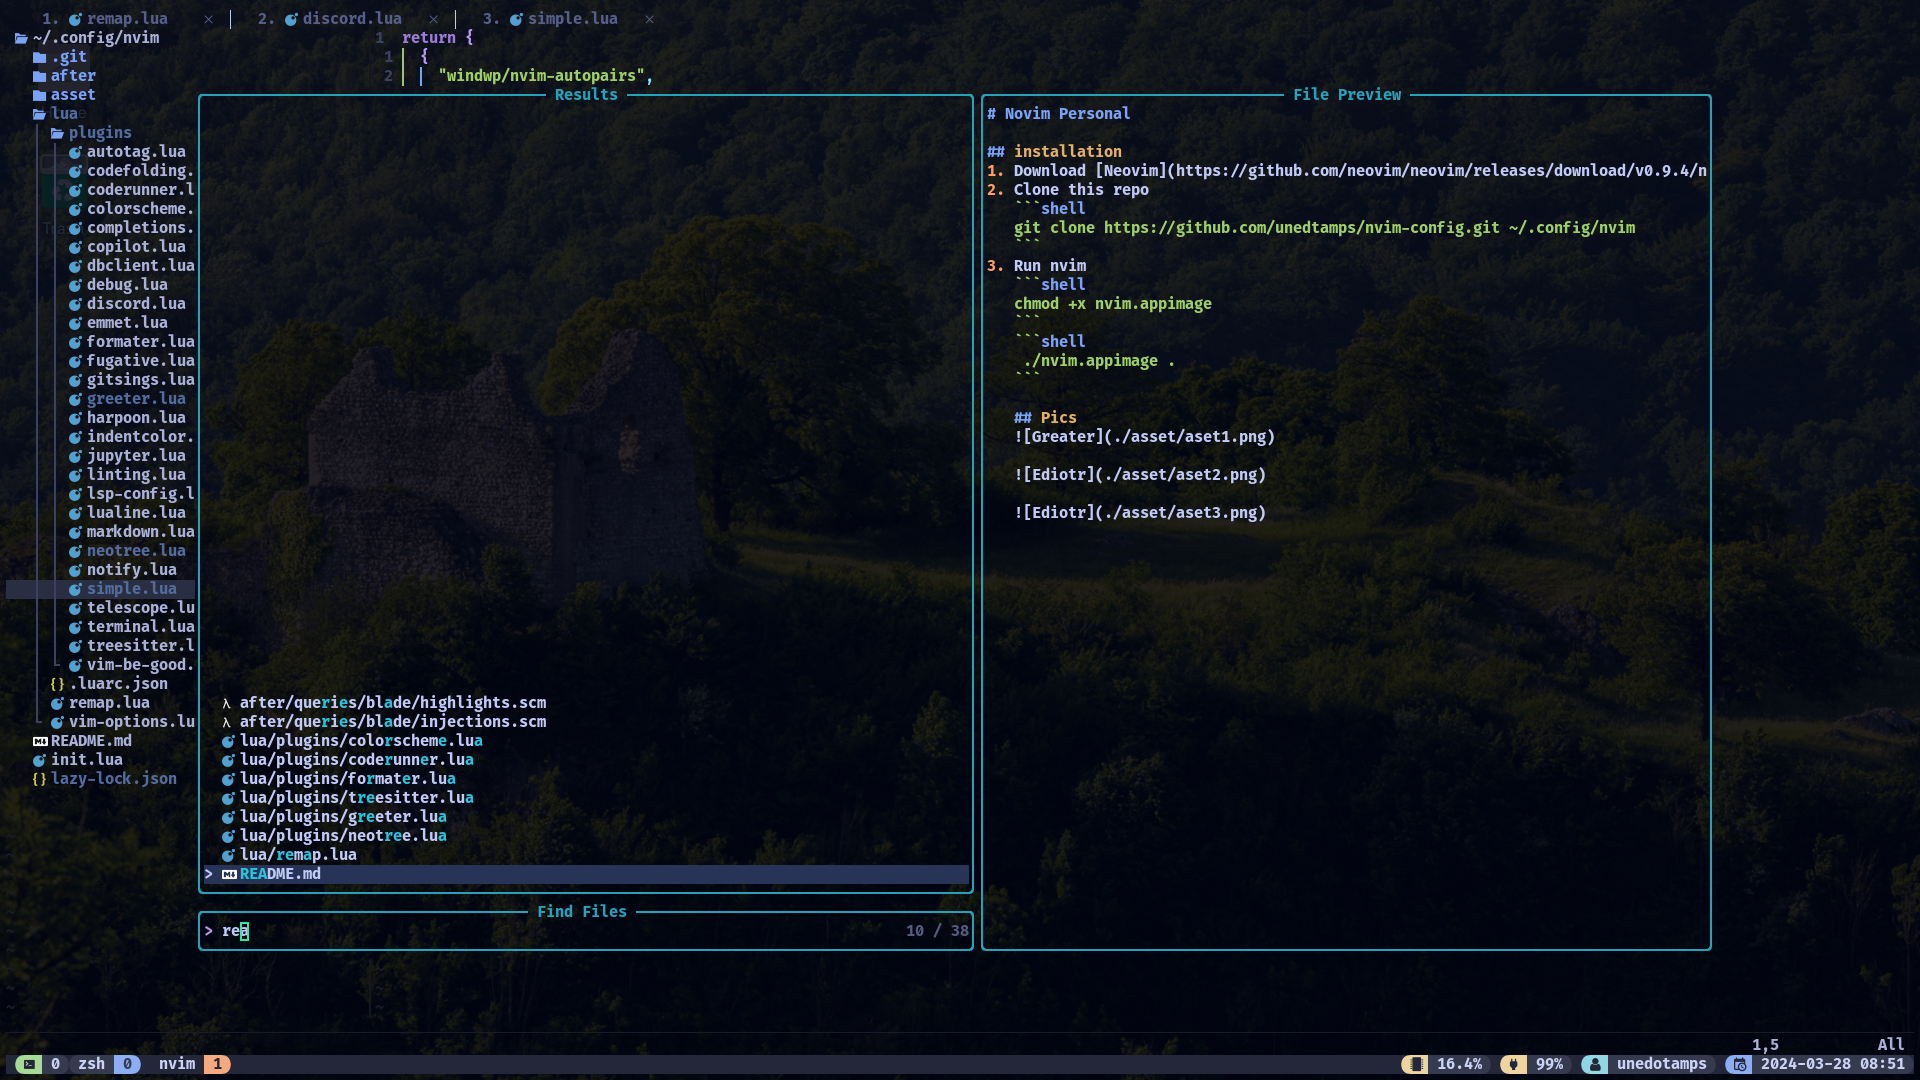 1. remap.lua × 2. discord.lua × 3. simple.lua ×
~/.config/nvim
.git
after
asset
lua
plugins
autotag.lua
codefolding.
coderunner.l
colorscheme.
completions.
copilot.lua
dbclient.lua
debug.lua
discord.lua
emmet.lua
formater.lua
fugative.lua
gitsings.lua
greeter.lua
harpoon.lua
indentcolor.
jupyter.lua
linting.lua
lsp-config.l
lualine.lua
markdown.lua
neotree.lua
notify.lua
simple.lua
telescope.lu
terminal.lua
treesitter.l
vim-be-good.
{} .luarc.json
remap.lua
vim-options.lu
README.md
init.lua
{} lazy-lock.json
1 return {
1 {
2 "windwp/nvim-autopairs",
Results
λ after/queries/blade/highlights.scm
λ after/queries/blade/injections.scm
lua/plugins/colorscheme.lua
lua/plugins/coderunner.lua
lua/plugins/formater.lua
lua/plugins/treesitter.lua
lua/plugins/greeter.lua
lua/plugins/neotree.lua
lua/remap.lua
> README.md
Find Files
> rea 10 / 38
File Preview
# Novim Personal
## installation
1. Download [Neovim](https://github.com/neovim/neovim/releases/download/v0.9.4/n
2. Clone this repo
```shell
git clone https://github.com/unedtamps/nvim-config.git ~/.config/nvim
```
3. Run nvim
```shell
chmod +x nvim.appimage
```
```shell
./nvim.appimage .
```
## Pics
![Greater](./asset/aset1.png)
![Ediotr](./asset/aset2.png)
![Ediotr](./asset/aset3.png)
1,5 All
0 zsh 0 nvim 1 16.4% 99% unedotamps 2024-03-28 08:51